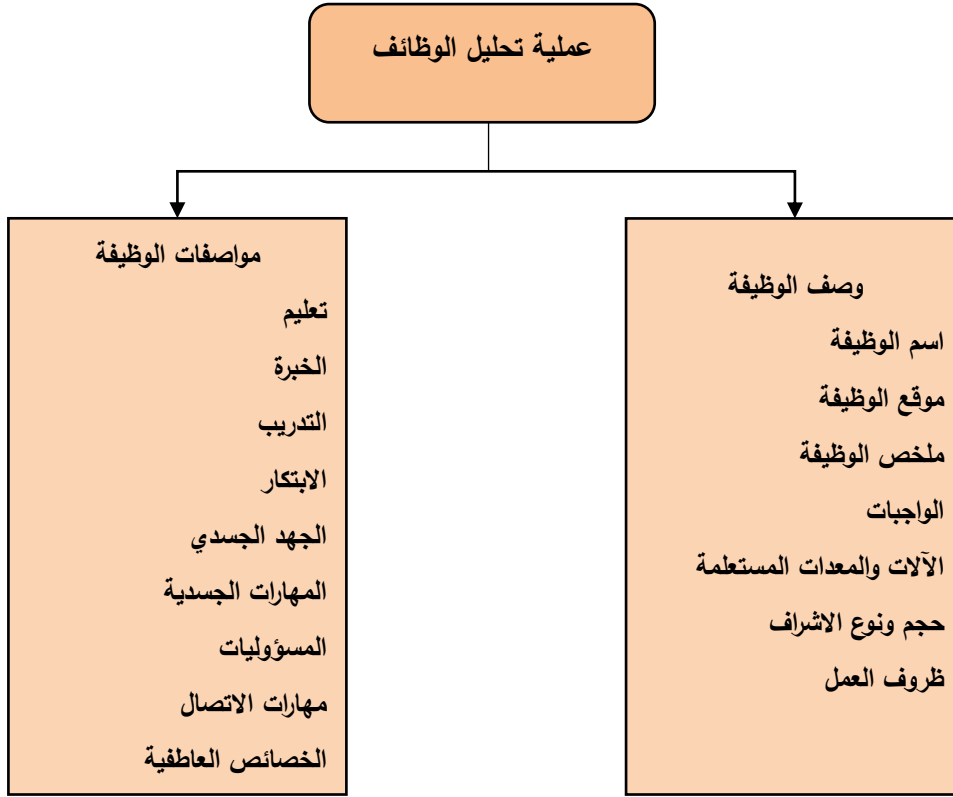 عملية تحليل الوظائف
وصف الوظيفة
اسم الوظيفة
موقع الوظيفة
ملخص الوظيفة
الواجبات
الآلات والمعدات المستعلمة
حجم ونوع الاشراف
ظروف العمل
مواصفات الوظيفة
تعليم
الخبرة
التدريب
الابتكار
الجهد الجسدي
المهارات الجسدية
المسؤوليات
مهارات الاتصال
الخصائص العاطفية